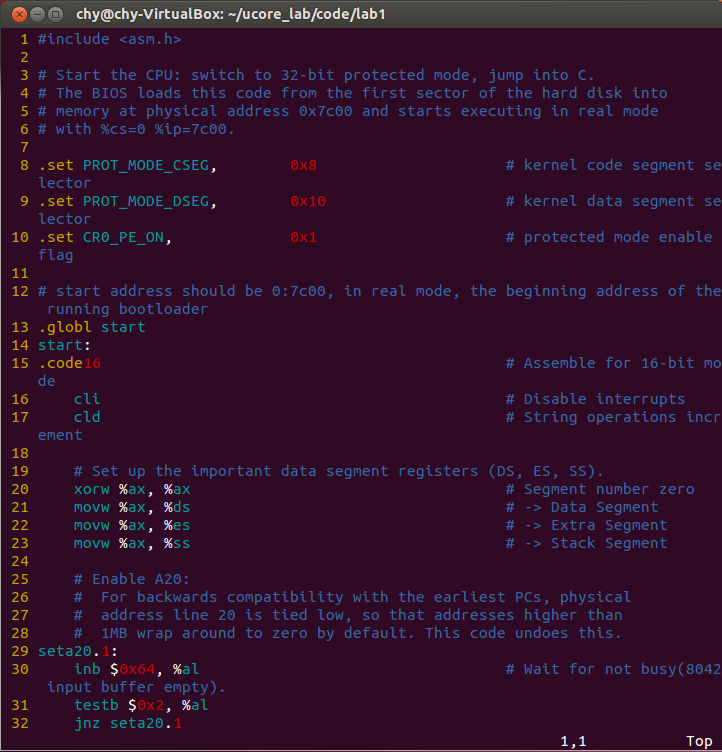 chy@chy-VirtualBox: ~/ucore_lab/code/lab1
1 #include <asm.h>
2
3 # Start the CPU: switch to 32-bit protected mode, jump into C.
4 # The BIOS loads this code from the first sector of the hard disk into
5 # memory at physical address 0x7c00 and starts executing in real mode
6 # with %cs=0 %ip=7c00.
7
8 .set PROT_MODE_CSEG,        0x8                     # kernel code segment se
lector
9 .set PROT_MODE_DSEG,        0x10                    # kernel data segment se
lector
10 .set CR0_PE_ON,             0x1                     # protected mode enable
flag
11
12 # start address should be 0:7c00, in real mode, the beginning address of the
running bootloader
13 .globl start
14 start:
15 .code16                                             # Assemble for 16-bit mo
de
16     cli                                             # Disable interrupts
17     cld                                             # String operations incr
ement
18
19     # Set up the important data segment registers (DS, ES, SS).
20     xorw %ax, %ax                                   # Segment number zero
21     movw %ax, %ds                                   # -> Data Segment
22     movw %ax, %es                                   # -> Extra Segment
23     movw %ax, %ss                                   # -> Stack Segment
24
25     # Enable A20:
26     #  For backwards compatibility with the earliest PCs, physical
27     #  address line 20 is tied low, so that addresses higher than
28     #  1MB wrap around to zero by default. This code undoes this.
29 seta20.1:
30     inb $0x64, %al                                  # Wait for not busy(8042
input buffer empty).
31     testb $0x2, %al
32     jnz seta20.1
1,1           Top